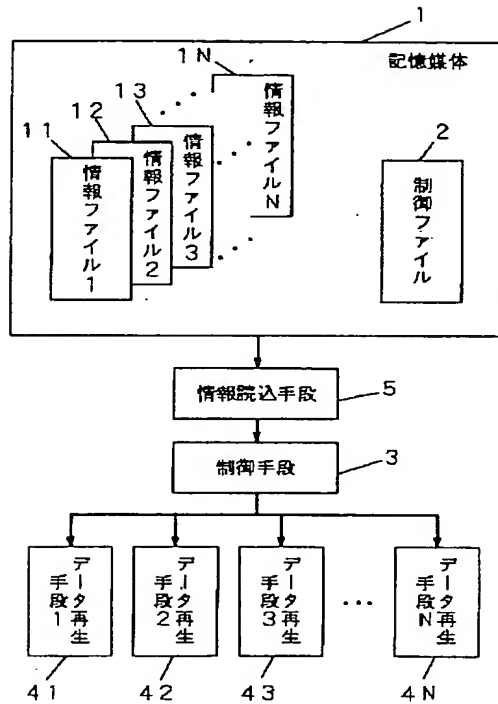 1
記憶媒体
1N
情報ファイルN
13
情報ファイル3
12
情報ファイル2
11
情報ファイル1
2
制御ファイル
情報読込手段
5
制御手段
3
データ再生
手段1
データ再生
手段2
データ再生
手段3
...
データ再生
手段N
41
42
43
4N